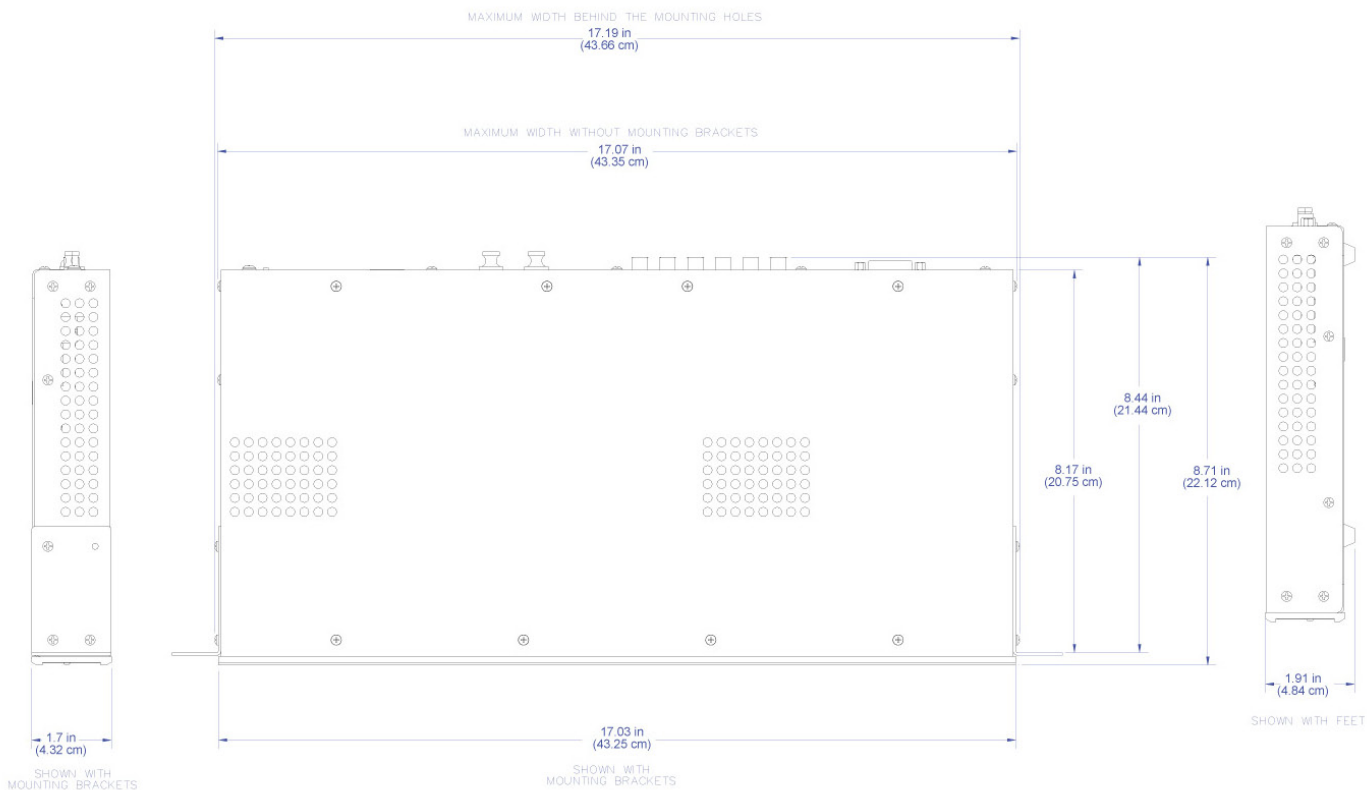 MAXIMUM WIDTH BEHIND THE MOUNTING HOLES
17.19 in
(43.66 cm)
MAXIMUM WIDTH WITHOUT MOUNTING BRACKETS
17.07 in
(43.35 cm)
8.44 in
(21.44 cm)
8.17 in
(20.75 cm)
8.71 in
(22.12 cm)
1.91 in
(4.84 cm)
SHOWN WITH FEET
1.7 in
(4.32 cm)
SHOWN WITH
MOUNTING BRACKETS
17.03 in
(43.25 cm)
SHOWN WITH
MOUNTING BRACKETS